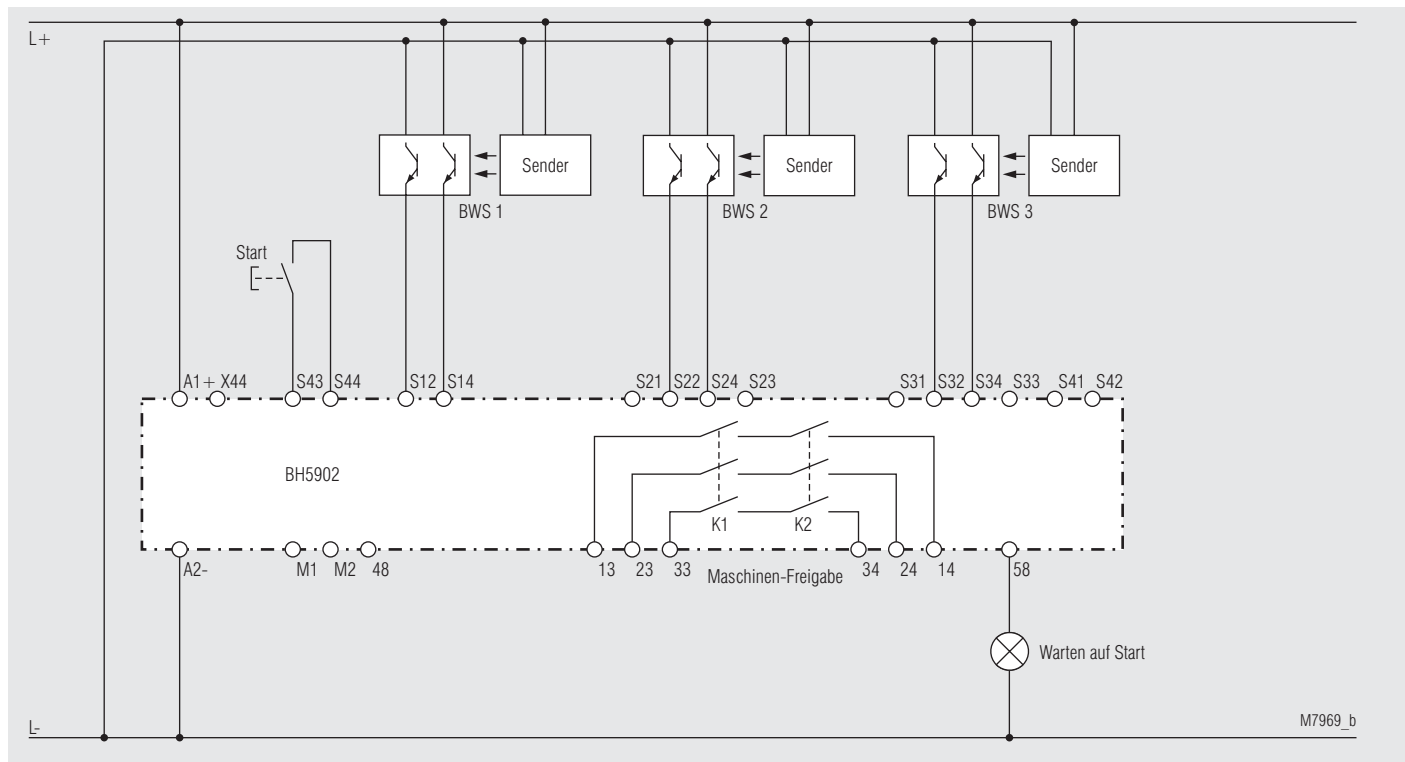 L+
Sender
Sender
Sender
BWS 1
BWS 2
BWS 3
Start
A1+ X44
S43 S44
S12 S14
S21 S22 S24 S23
S31 S32 S34 S33 S41 S42
BH5902
K1
K2
A2-
M1 M2 48
13 23 33
Maschinen-Freigabe
34 24 14
58
Warten auf Start
L-
M7969_b